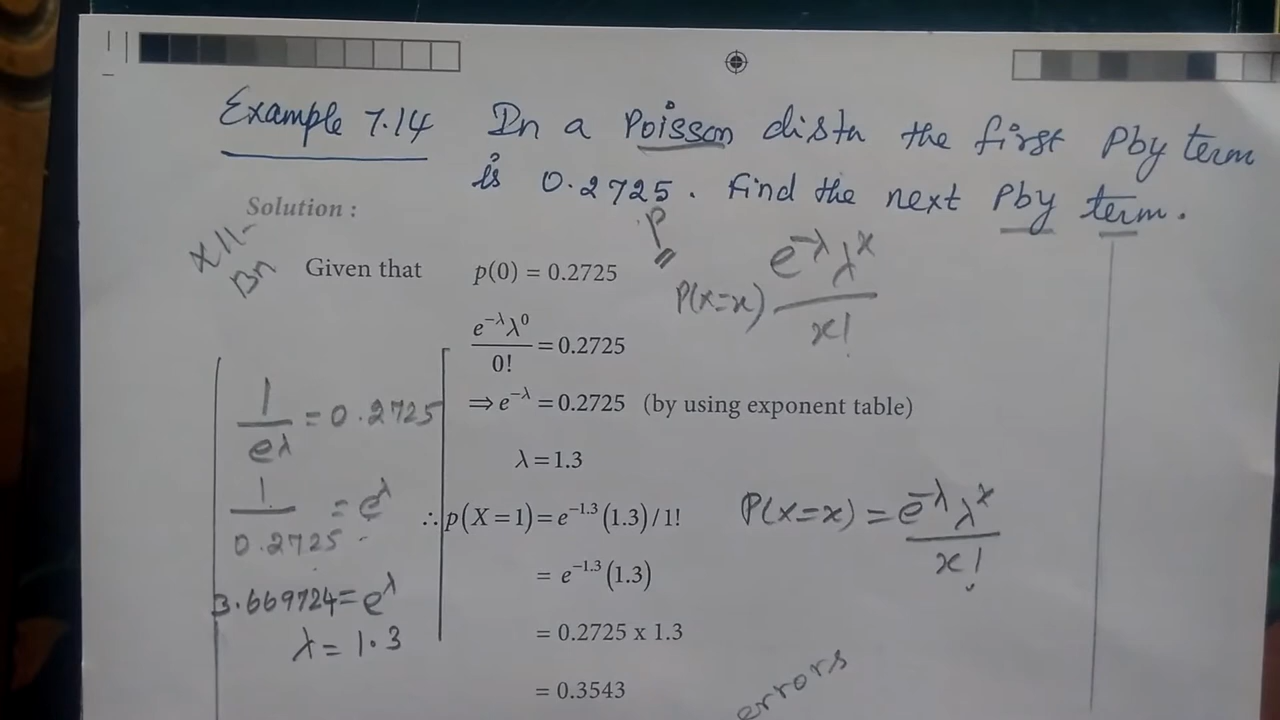 Example 7.14 In a Poisson distn the first Pby term
is 0.2725. Find the next Pby term.
Solution :
XII-
Bn
P
Given that p(0) = 0.2725
P(X=x) e^-λ λ^x / x!
e^-λ λ^0 / 0! = 0.2725
⇒ e^-λ = 0.2725 (by using exponent table)
1 / e^λ = 0.2725
λ = 1.3
1 / 0.2725 = e^λ
∴ p(X = 1) = e^-1.3 (1.3) / 1!
P(X=x) = e^-λ λ^x / x!
= e^-1.3 (1.3)
3.669724 = e^λ
λ = 1.3
= 0.2725 x 1.3
= 0.3543
errors